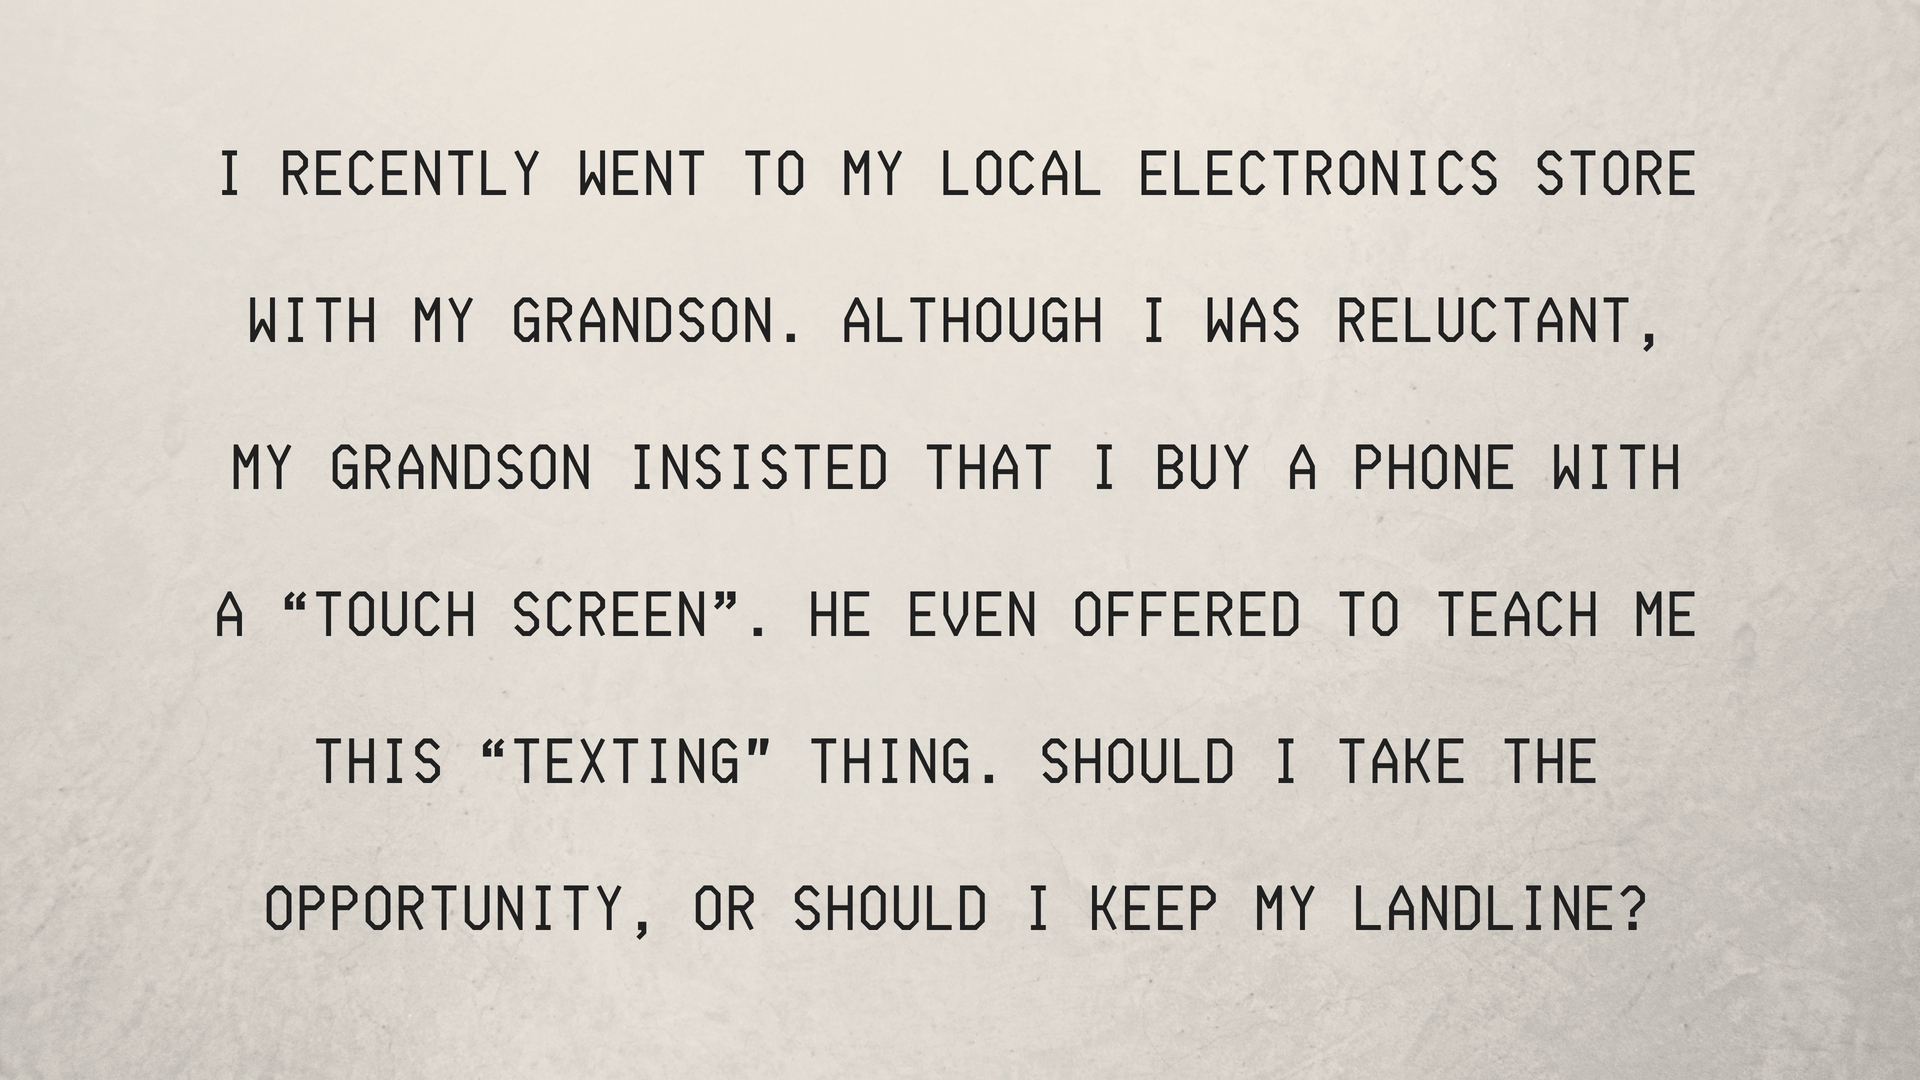 I RECENTLY WENT TO MY LOCAL ELECTRONICS STORE
WITH MY GRANDSON. ALTHOUGH I WAS RELUCTANT,
MY GRANDSON INSISTED THAT I BUY A PHONE WITH
A “TOUCH SCREEN”. HE EVEN OFFERED TO TEACH ME
THIS “TEXTING" THING. SHOULD I TAKE THE
OPPORTUNITY, OR SHOULD I KEEP MY LANDLINE?